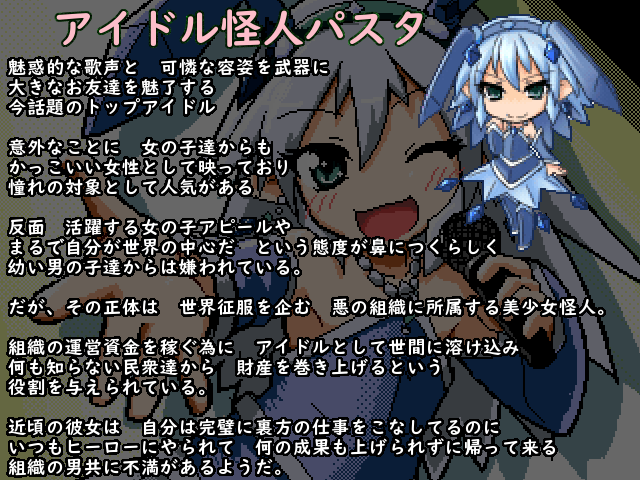 アイドル怪人パスタ
魅惑的な歌声と　可憐な容姿を武器に
大きなお友達を魅了する
今話題のトップアイドル
意外なことに　女の子達からも
かっこいい女性として映っており
憧れの対象として人気がある
反面　活躍する女の子アピールや
まるで自分が世界の中心だ　という態度が鼻につくらしく
幼い男の子達からは嫌われている。
だが、その正体は　世界征服を企む　悪の組織に所属する美少女怪人。
組織の運営資金を稼ぐ為に　アイドルとして世間に溶け込み
何も知らない民衆達から　財産を巻き上げるという
役割を与えられている。
近頃の彼女は　自分は完璧に裏方の仕事をこなしてるのに
いつもヒーローにやられて　何の成果も上げられずに帰って来る
組織の男共に不満があるようだ。